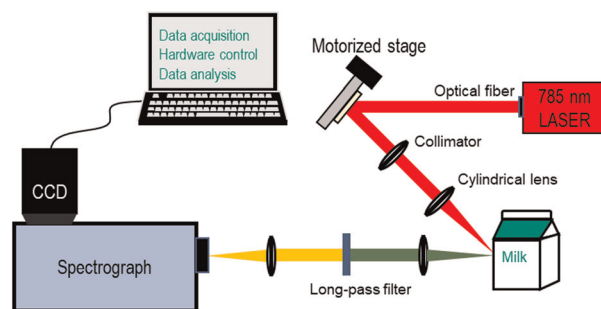 Data acquisition
Hardware control
Data analysis
Motorized stage
Optical fiber
785 nm
LASER
Collimator
Cylindrical lens
CCD
Spectrograph
Long-pass filter
Milk